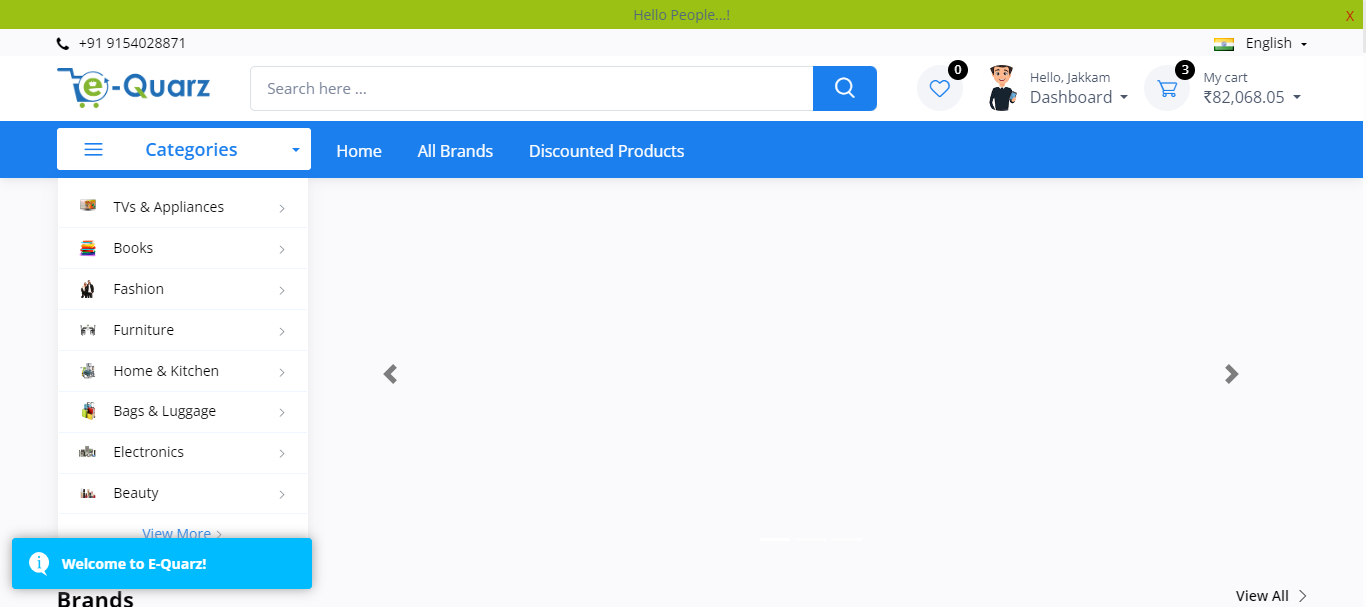 Hello People...!
X
+91 9154028871
English
e-Quarz
Search here ...
0
Hello, Jakkam
Dashboard
3
My cart
₹82,068.05
Categories
Home
All Brands
Discounted Products
TVs & Appliances
Books
Fashion
Furniture
Home & Kitchen
Bags & Luggage
Electronics
Beauty
View More
Welcome to E-Quarz!
Brands
View All